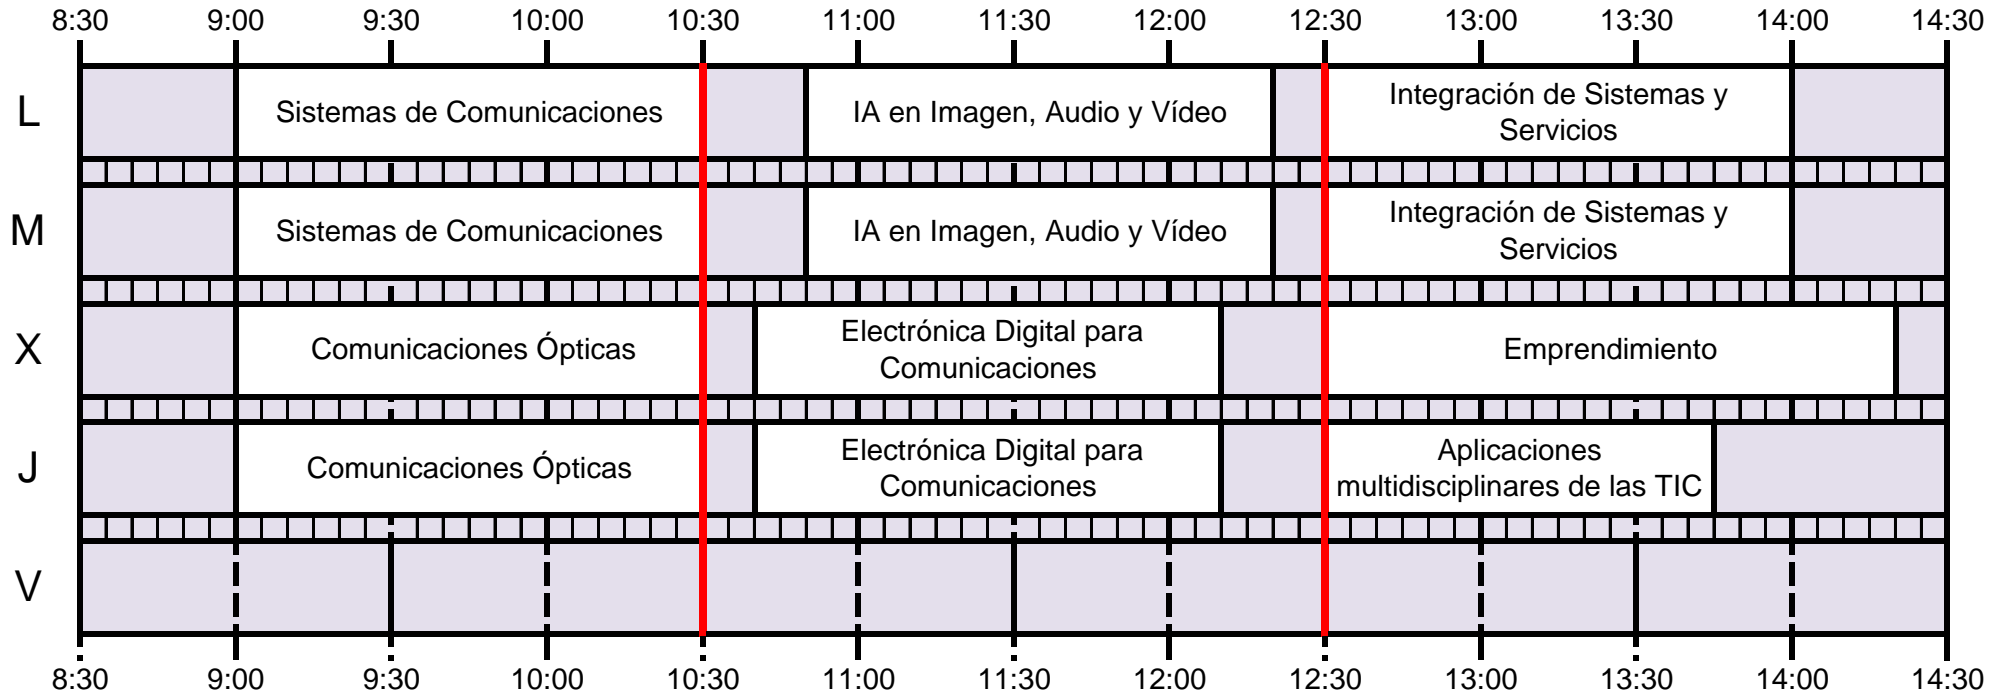 8:30 9:00 9:30 10:00 10:30 11:00 11:30 12:00 12:30 13:00 13:30 14:00 14:30
L
Sistemas de Comunicaciones
IA en Imagen, Audio y Vídeo
Integración de Sistemas y
Servicios
M
Sistemas de Comunicaciones
IA en Imagen, Audio y Vídeo
Integración de Sistemas y
Servicios
X
Comunicaciones Ópticas
Electrónica Digital para
Comunicaciones
Emprendimiento
J
Comunicaciones Ópticas
Electrónica Digital para
Comunicaciones
Aplicaciones
multidisciplinares de las TIC
V
8:30 9:00 9:30 10:00 10:30 11:00 11:30 12:00 12:30 13:00 13:30 14:00 14:30